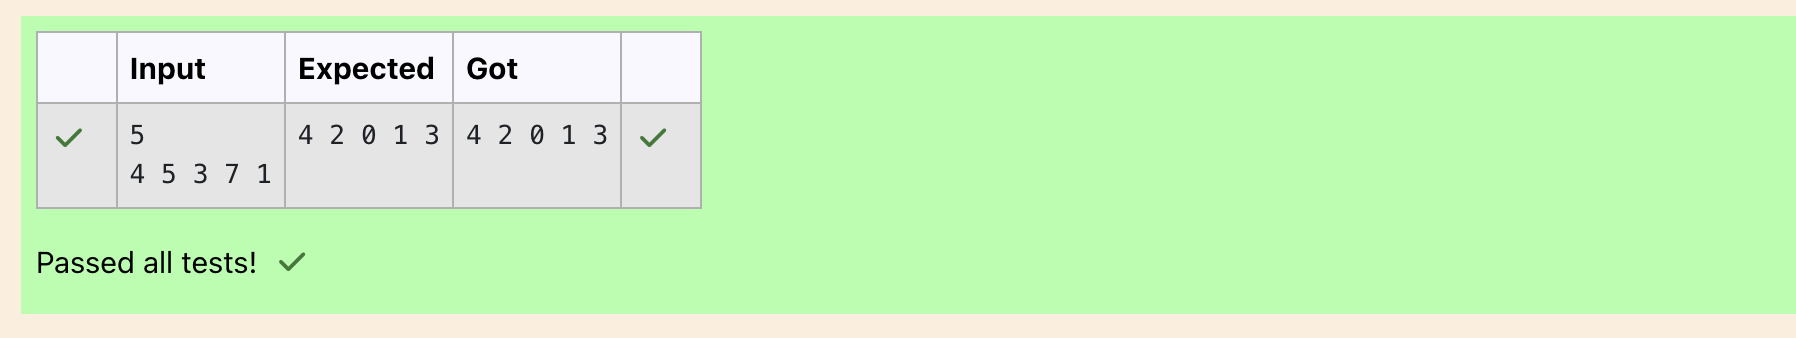 Input Expected Got
5 4 2 0 1 3 4 2 0 1 3
4 5 3 7 1
Passed all tests!